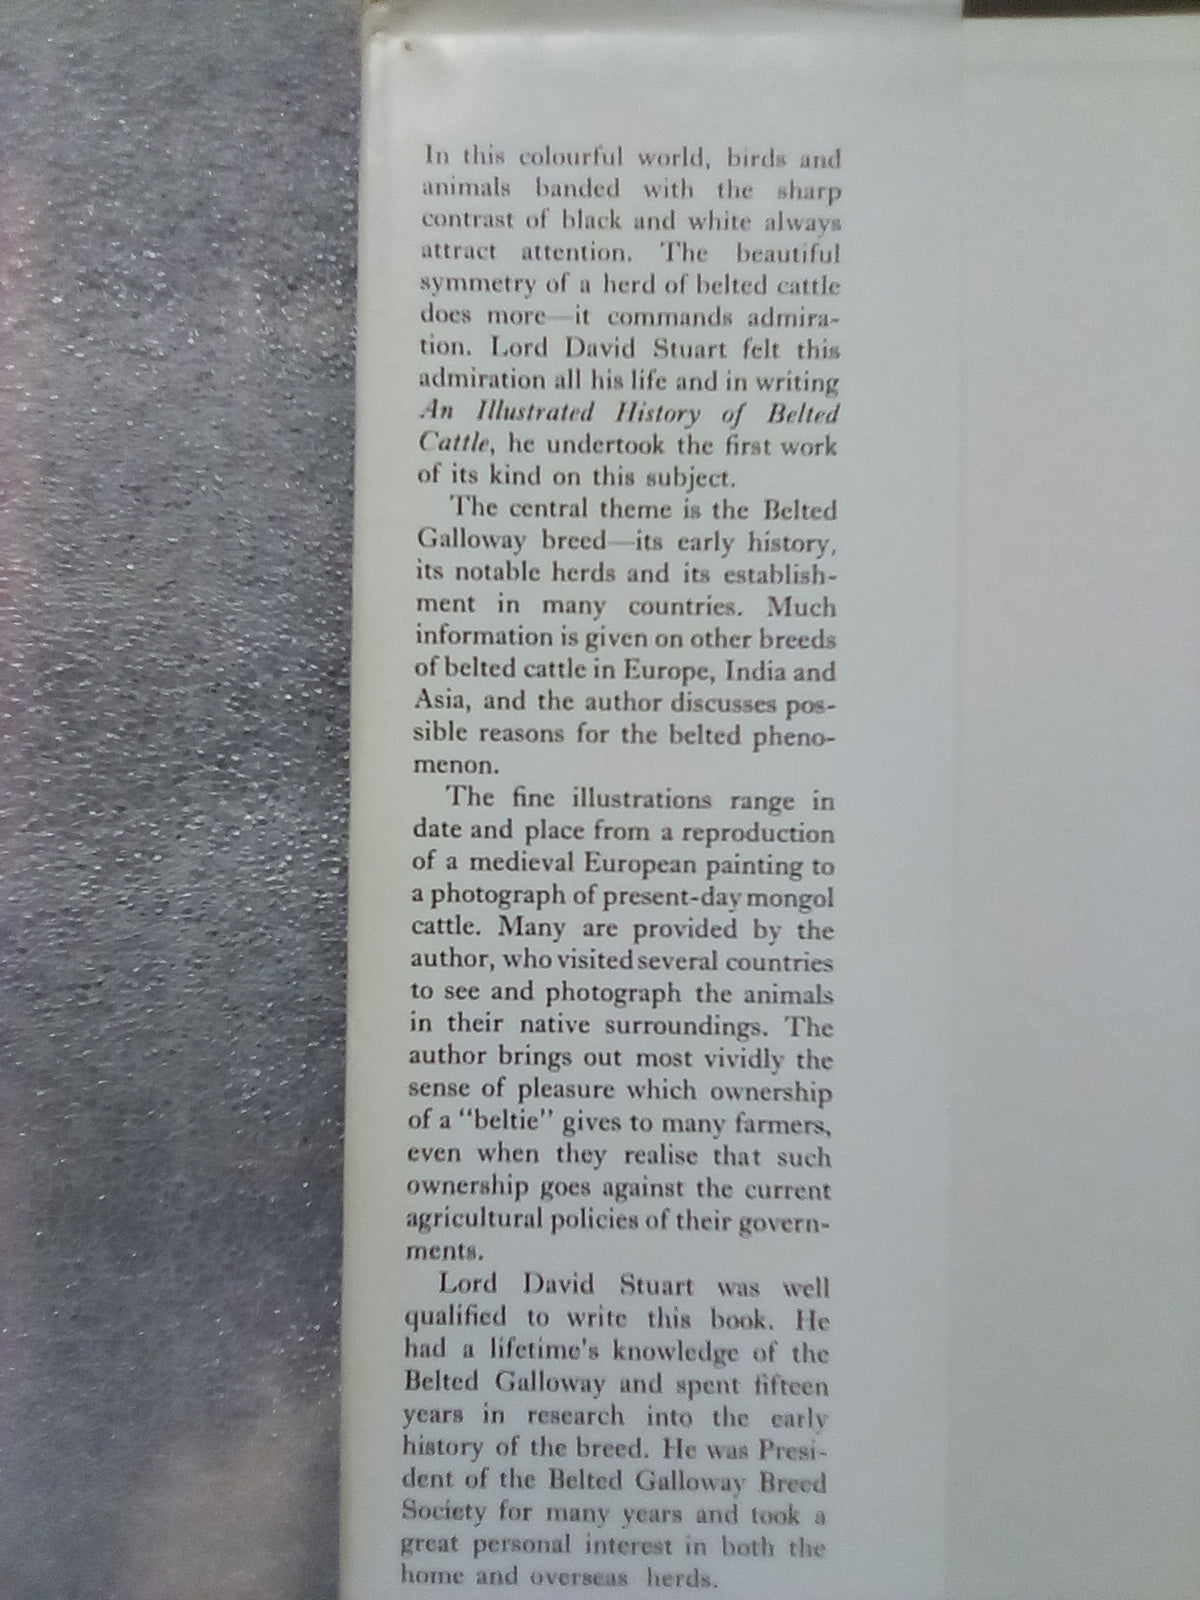 In this colourful world, birds and
animals banded with the sharp
contrast of black and white always
attract attention. The beautiful
symmetry of a herd of belted cattle
does more—it commands admira-
tion. Lord David Stuart felt this
admiration all his life and in writing
An Illustrated History of Belted
Cattle, he undertook the first work
of its kind on this subject.
The central theme is the Belted
Galloway breed—its early history,
its notable herds and its establish-
ment in many countries. Much
information is given on other breeds
of belted cattle in Europe, India and
Asia, and the author discusses pos-
sible reasons for the belted pheno-
menon.
The fine illustrations range in
date and place from a reproduction
of a medieval European painting to
a photograph of present-day mongol
cattle. Many are provided by the
author, who visited several countries
to see and photograph the animals
in their native surroundings. The
author brings out most vividly the
sense of pleasure which ownership
of a “beltie” gives to many farmers,
even when they realise that such
ownership goes against the current
agricultural policies of their govern-
ments.
Lord David Stuart was well
qualified to write this book. He
had a lifetime's knowledge of the
Belted Galloway and spent fifteen
years in research into the early
history of the breed. He was Presi-
dent of the Belted Galloway Breed
Society for many years and took a
great personal interest in both the
home and overseas herds.